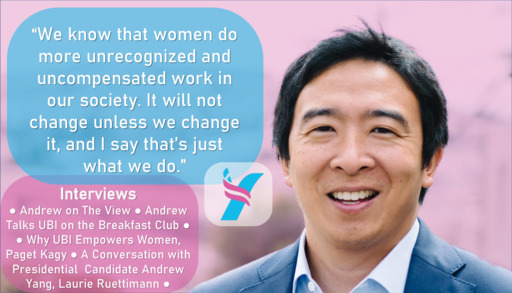 “We know that women do
more unrecognized and
uncompensated work in
our society. It will not
change unless we change
it, and I say that's just
what we do.”
Interviews
● Andrew on The View ● Andrew
Talks UBI on the Breakfast Club ●
● Why UBI Empowers Women,
Paget Kagy ● A Conversation with
Presidential Candidate Andrew
Yang, Laurie Ruettimann ●